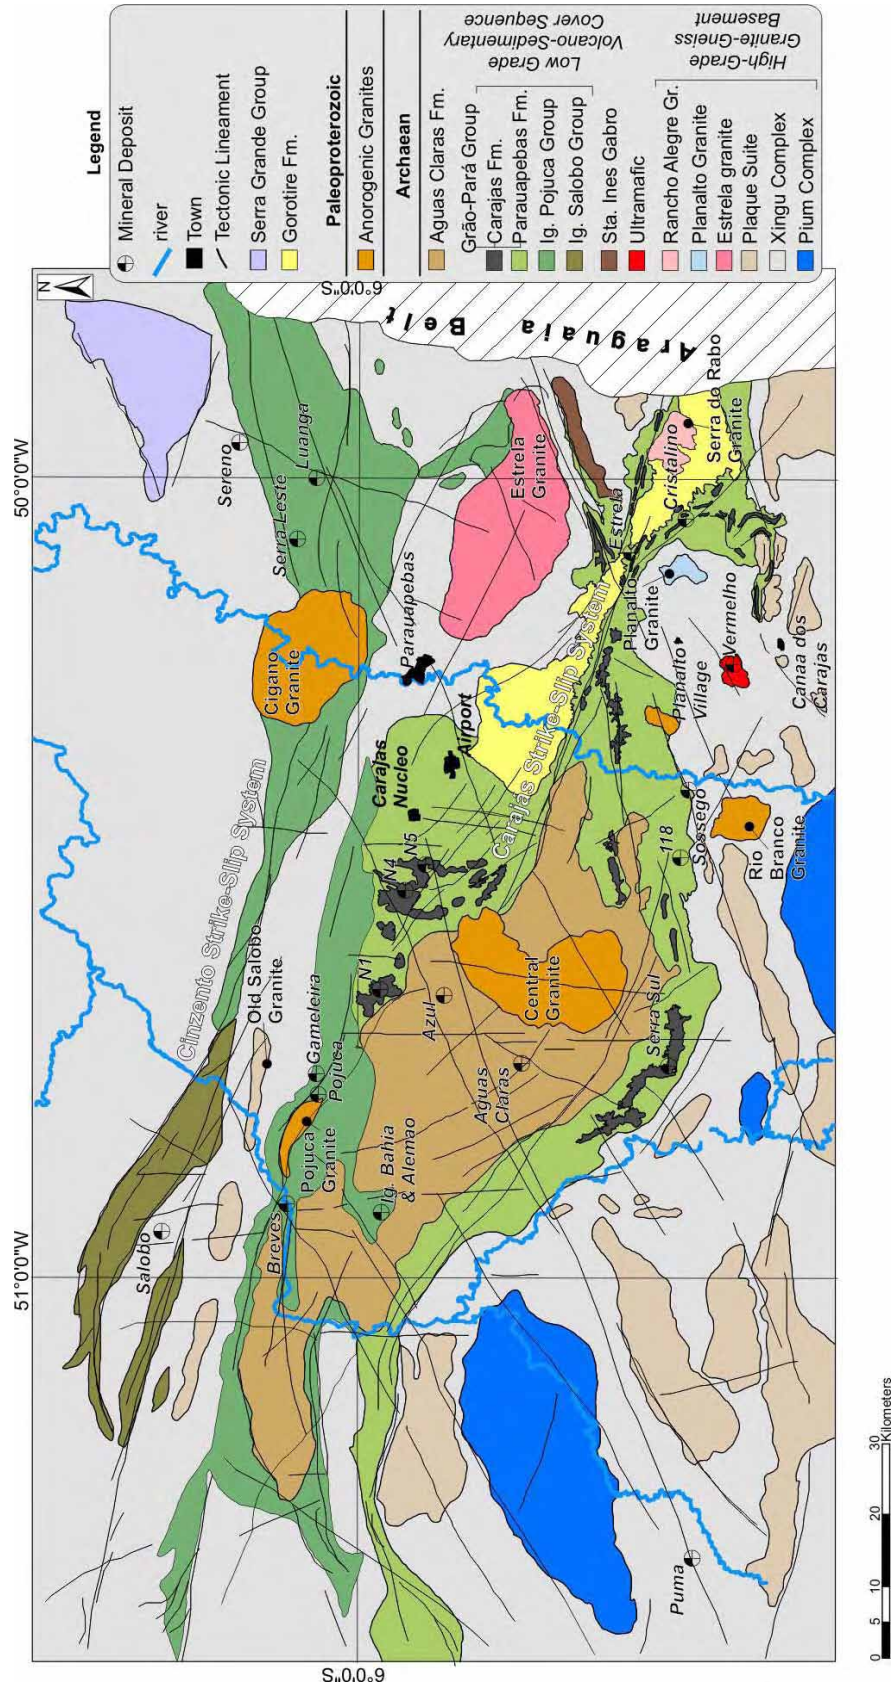 50°0'0"W
51°0'0"W
6°0'0"S
6°0'0"S
N
Araguaia Belt
Sereno
Luanga
Serra Leste
Cigano
Granite
Cinzento Strike-Slip System
Old Salobo
Granite
Salobo
Gameleira
Pojuca
Pojuca
Granite
Breves
Ig. Bahia
& Alemao
Parauapebas
Carajas
Nucleo
Airport
N4
N5
N1
Azul
Aguas
Claras
Central
Granite
Serra Sul
Carajas Strike-Slip System
Estrela
Granite
Estrela
Cristalino
Serra do Rabo
Granite
Planalto
Granite
Planalto
Village
Vermelho
Canaa dos
Carajas
118
Sossego
Rio
Branco
Granite
Puma
0 5 10 20 30
Kilometers
Legend
Mineral Deposit
river
Town
Tectonic Lineament
Serra Grande Group
Gorotire Fm.
Paleoproterozoic
Anorogenic Granites
Archaean
Aguas Claras Fm.
Grão-Pará Group
Carajas Fm.
Parauapebas Fm.
Ig. Pojuca Group
Ig. Salobo Group
Low Grade
Volcano-Sedimentary
Cover Sequence
Sta. Ines Gabro
Ultramafic
Rancho Alegre Gr.
Planalto Granite
Estrela granite
Plaque Suite
Xingu Complex
Pium Complex
High-Grade
Granite-Gneiss
Basement